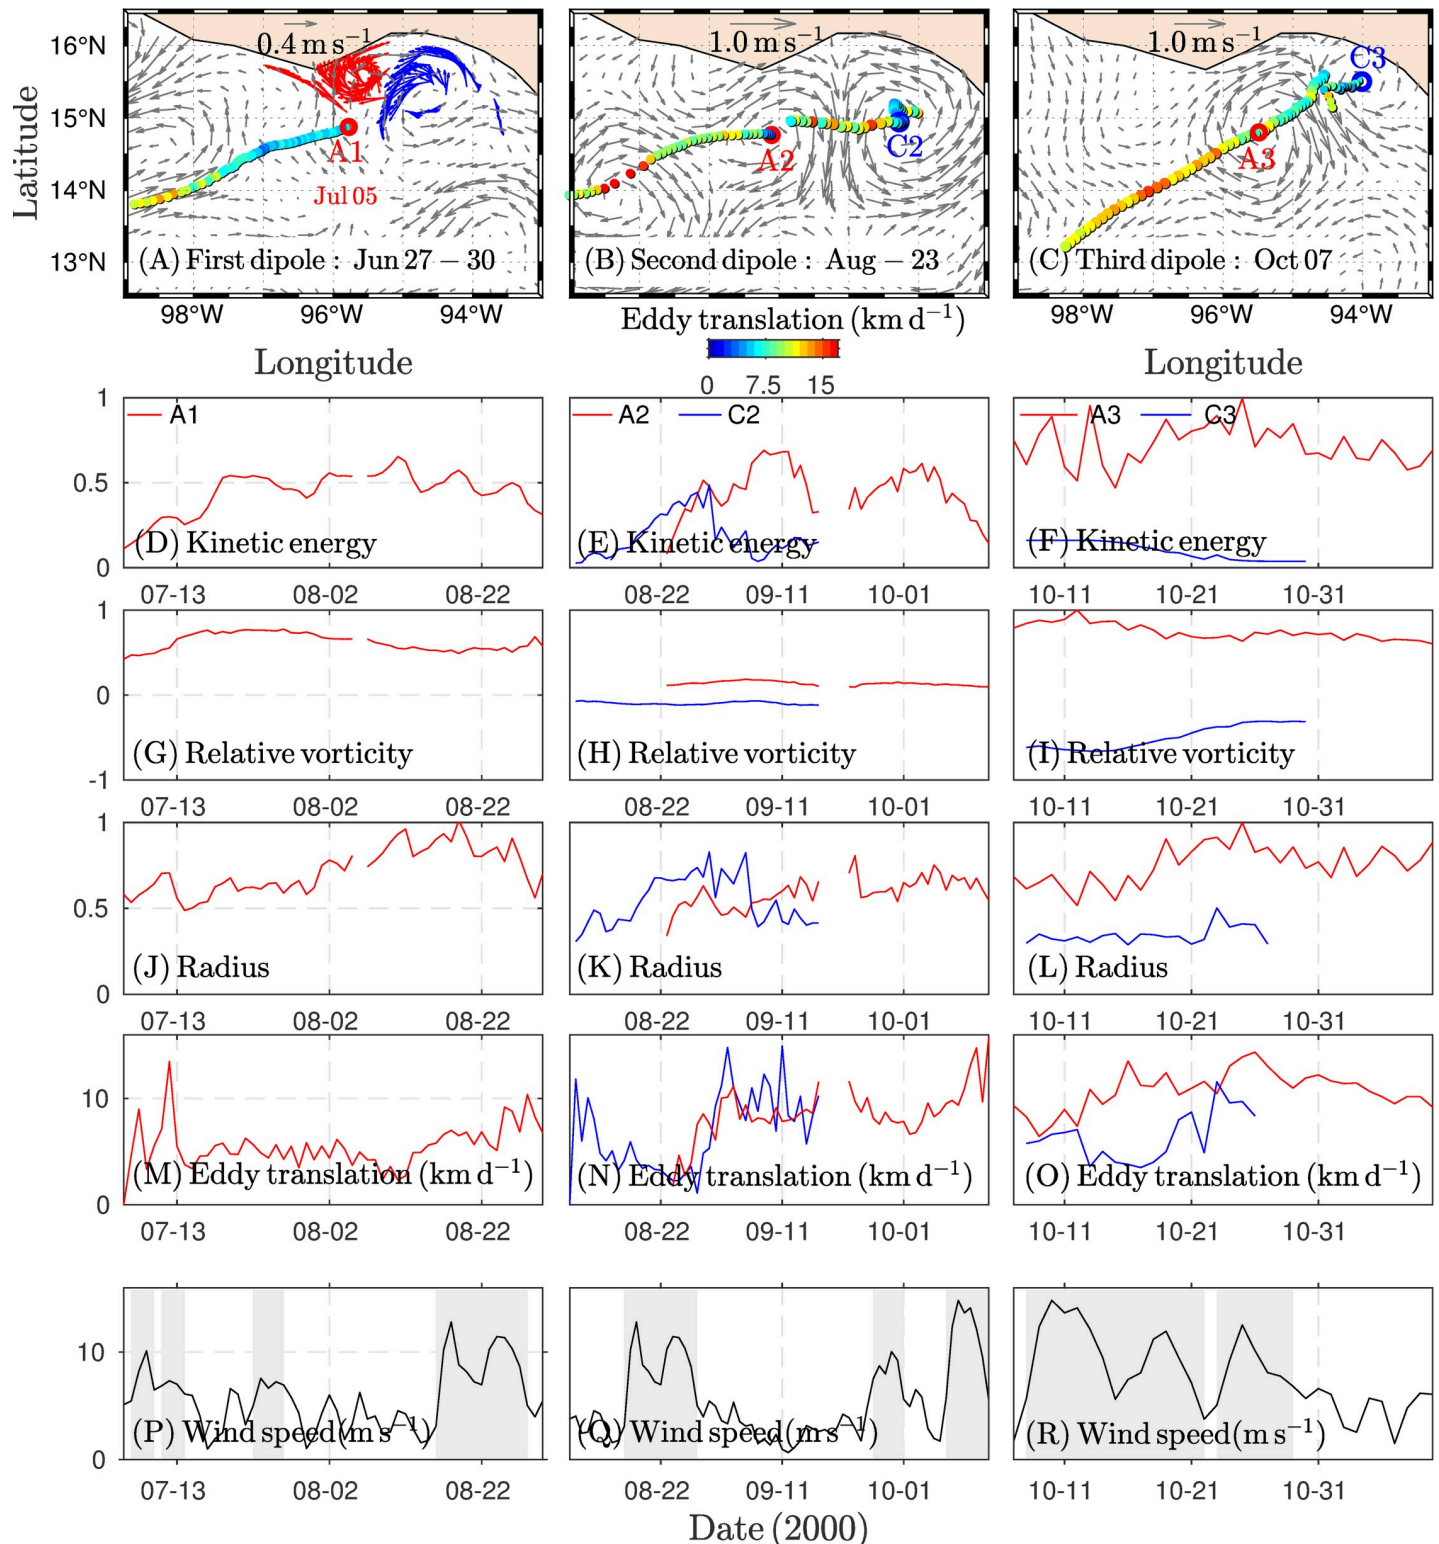 16°N
15°N
14°N
13°N
Latitude
0.4 m s⁻¹
A1
Jul 05
(A) First dipole : Jun 27 − 30
98°W 96°W 94°W
Longitude
1.0 m s⁻¹
A2
C2
(B) Second dipole : Aug − 23
Eddy translation (km d⁻¹)
0 7.5 15
1.0 m s⁻¹
C3
A3
(C) Third dipole : Oct 07
98°W 96°W 94°W
Longitude
1
0.5
0
A1
(D) Kinetic energy
07-13 08-02 08-22
A2 C2
(E) Kinetic energy
08-22 09-11 10-01
A3 C3
(F) Kinetic energy
10-11 10-21 10-31
1
0
-1
(G) Relative vorticity
07-13 08-02 08-22
(H) Relative vorticity
08-22 09-11 10-01
(I) Relative vorticity
10-11 10-21 10-31
1
0.5
0
(J) Radius
07-13 08-02 08-22
(K) Radius
08-22 09-11 10-01
(L) Radius
10-11 10-21 10-31
10
0
(M) Eddy translation (km d⁻¹)
07-13 08-02 08-22
(N) Eddy translation (km d⁻¹)
08-22 09-11 10-01
(O) Eddy translation (km d⁻¹)
10-11 10-21 10-31
10
0
(P) Wind speed(m s⁻¹)
07-13 08-02 08-22
(Q) Wind speed(m s⁻¹)
08-22 09-11 10-01
(R) Wind speed(m s⁻¹)
10-11 10-21 10-31
Date (2000)